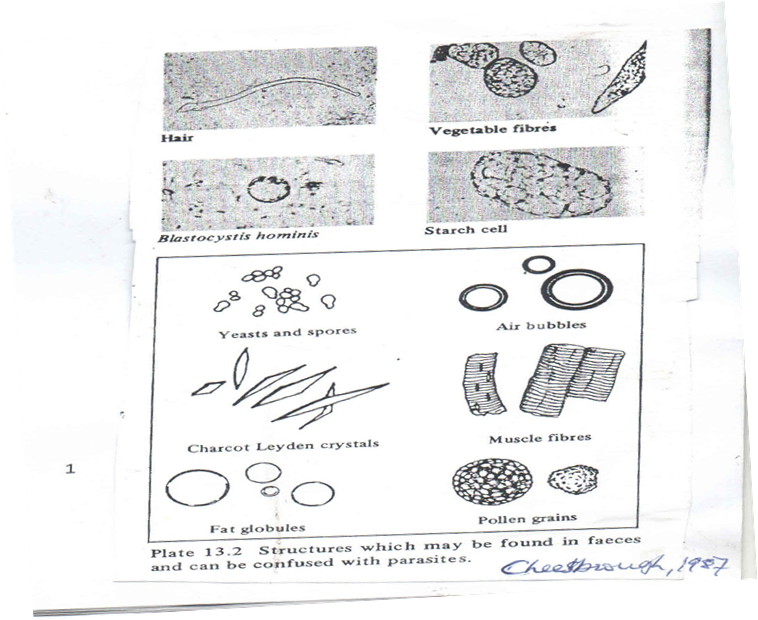 Hair
Vegetable fibres
Blastocystis hominis
Starch cell
Yeasts and spores
Air bubbles
Charcot Leyden crystals
Muscle fibres
1
Fat globules
Pollen grains
Plate 13.2 Structures which may be found in faeces
and can be confused with parasites.
Cheesbrough, 1987